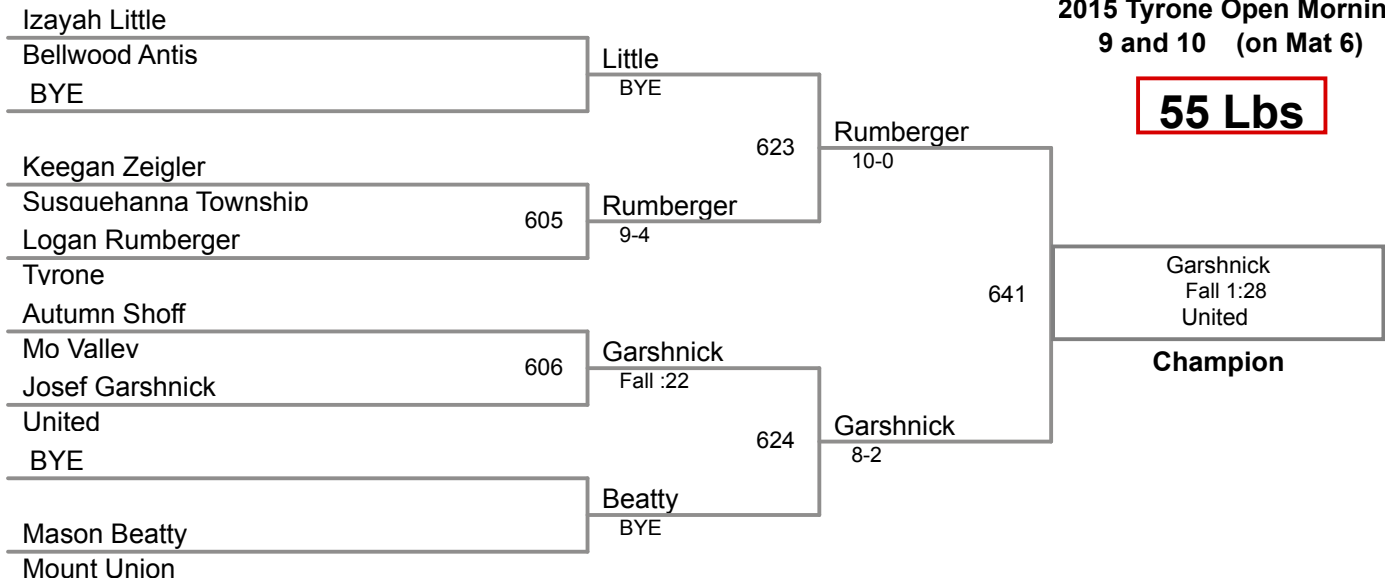 2015 Tyrone Open Mornin
9 and 10 (on Mat 6)
55 Lbs
Izayah Little
Bellwood Antis
BYE
Keegan Zeigler
Susquehanna Township
Logan Rumberger
Tyrone
Autumn Shoff
Mo Valley
Josef Garshnick
United
BYE
Mason Beatty
Mount Union
605
606
Little
BYE
Rumberger
9-4
Garshnick
Fall :22
Beatty
BYE
623
624
Rumberger
10-0
Garshnick
8-2
641
Garshnick
Fall 1:28
United
Champion